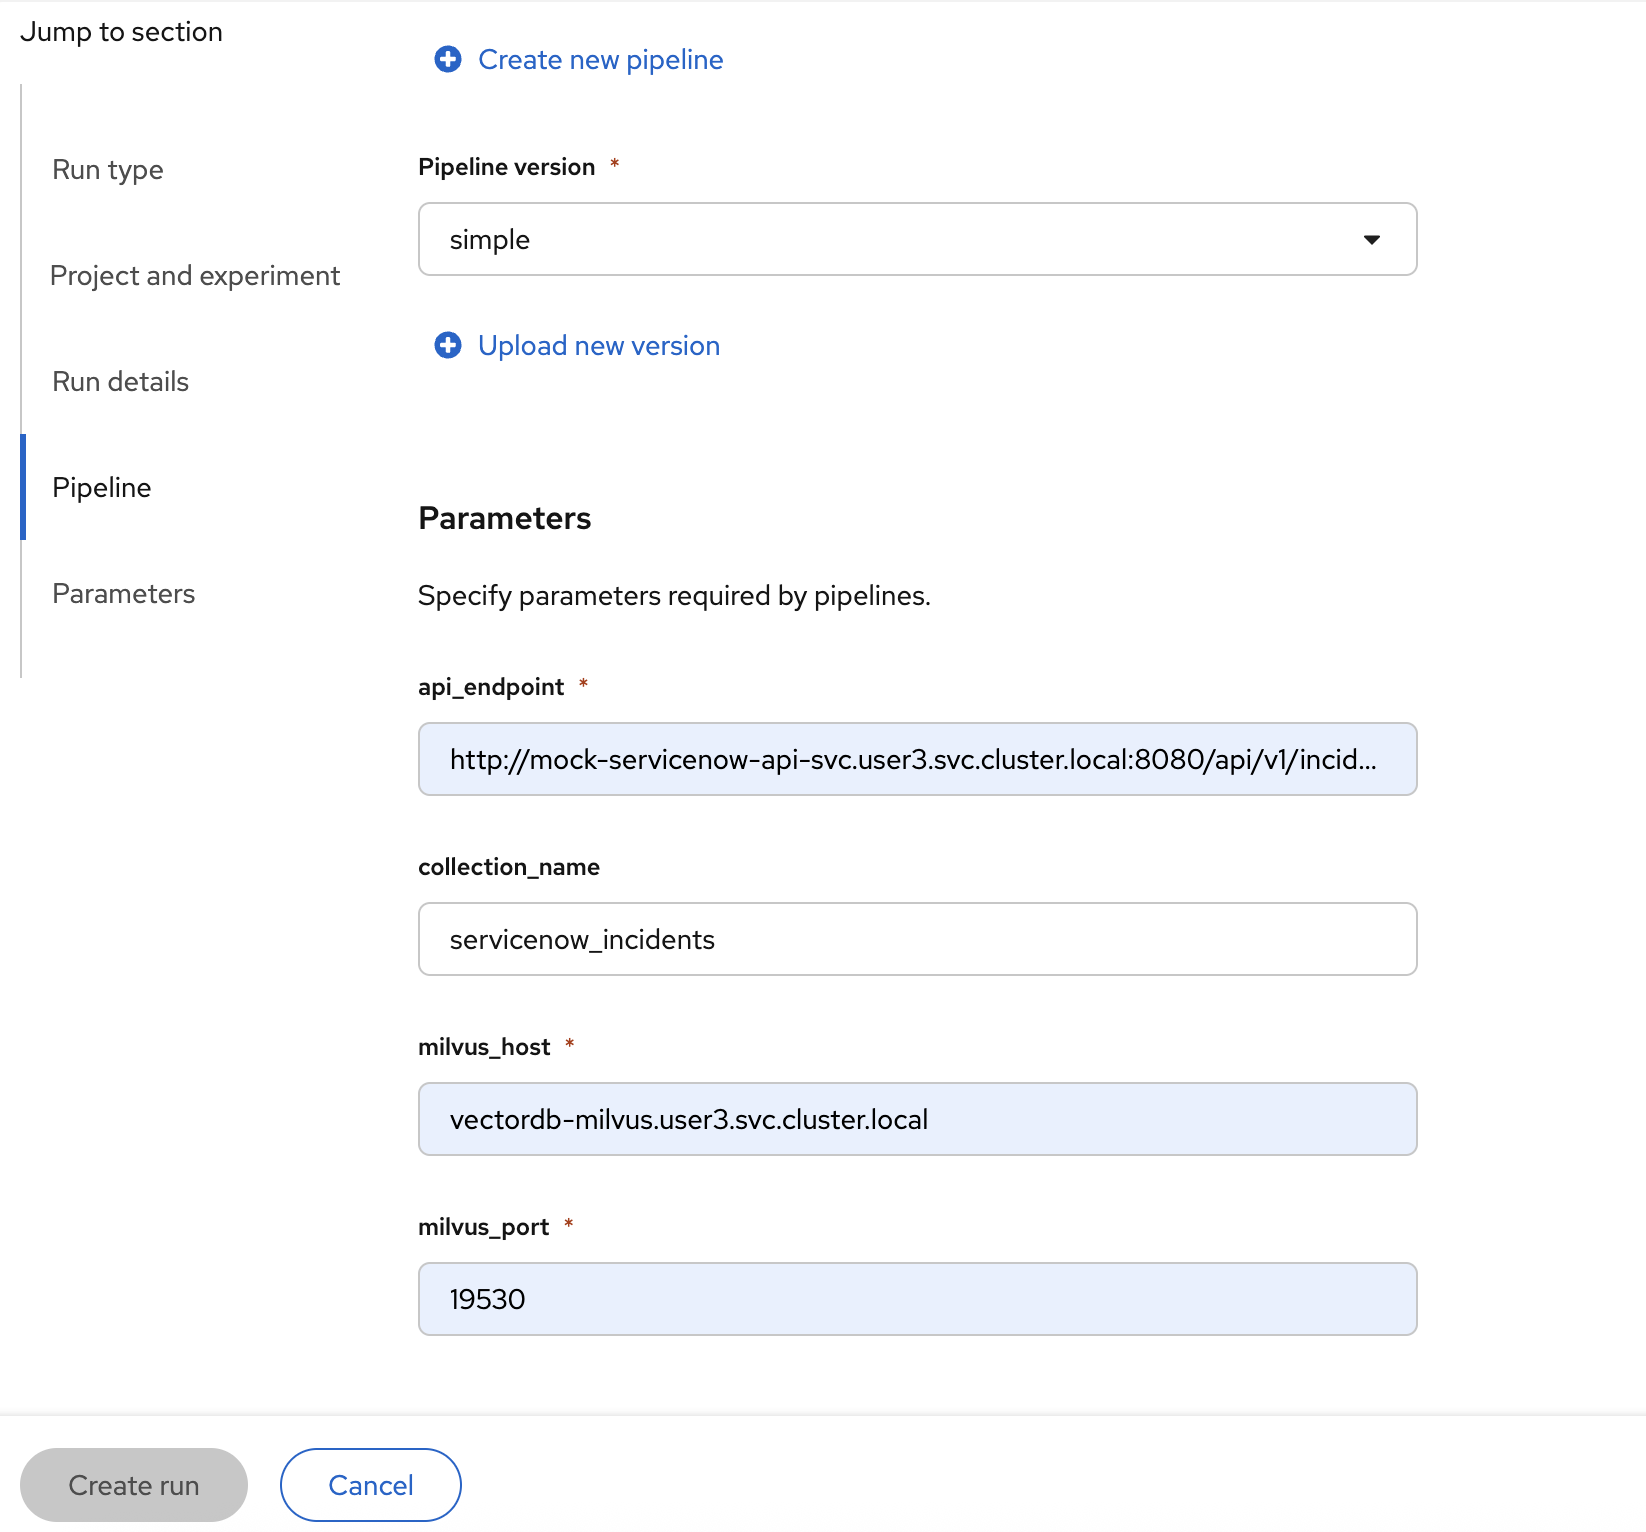 Jump to section
Run type
Project and experiment
Run details
Pipeline
Parameters
Create new pipeline
Pipeline version *
simple
Upload new version
Parameters
Specify parameters required by pipelines.
api_endpoint *
http://mock-servicenow-api-svc.user3.svc.cluster.local:8080/api/v1/incid...
collection_name
servicenow_incidents
milvus_host *
vectordb-milvus.user3.svc.cluster.local
milvus_port *
19530
Create run
Cancel